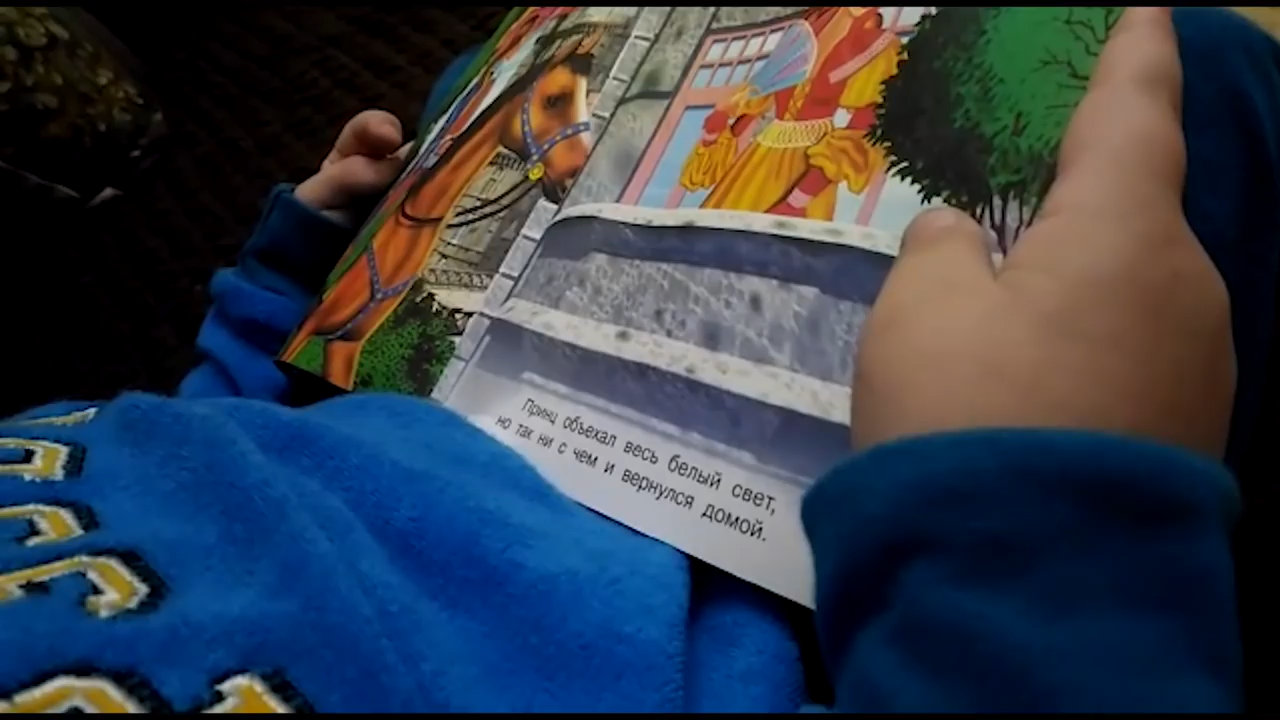 Принц объехал весь белый свет,
но так ни с чем и вернулся домой.